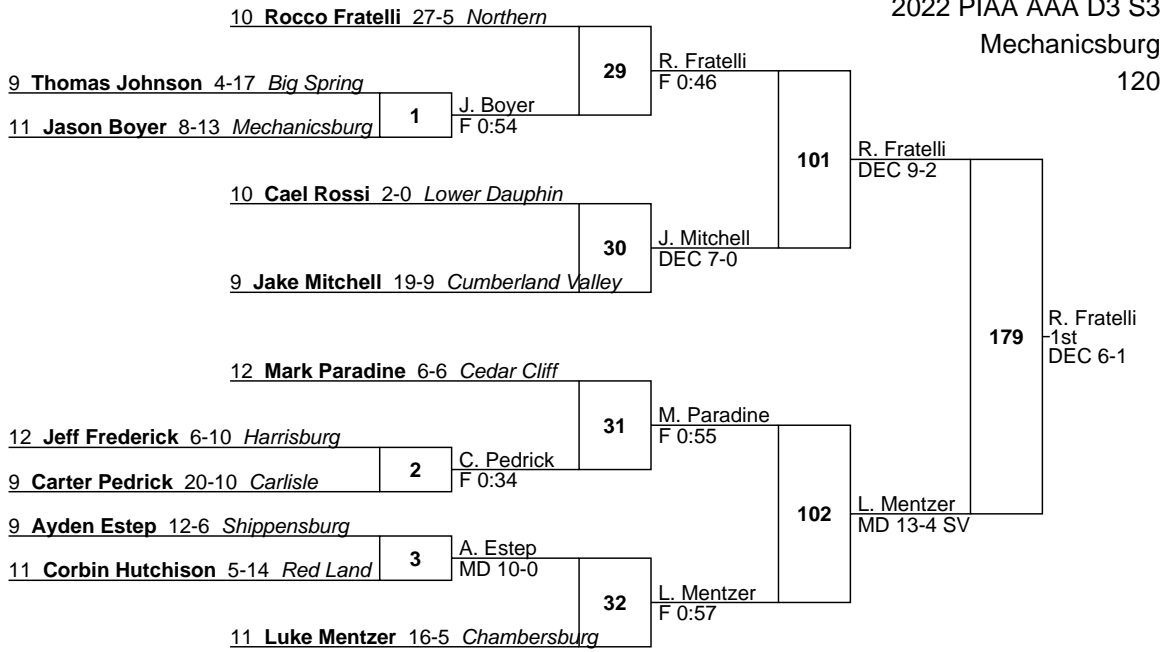 2022 PIAA AAA D3 S3
Mechanicsburg
120
10 Rocco Fratelli 27-5 Northern
29
R. Fratelli
F 0:46
9 Thomas Johnson 4-17 Big Spring
1
J. Boyer
F 0:54
11 Jason Boyer 8-13 Mechanicsburg
101
R. Fratelli
DEC 9-2
10 Cael Rossi 2-0 Lower Dauphin
30
J. Mitchell
DEC 7-0
9 Jake Mitchell 19-9 Cumberland Valley
179
R. Fratelli
1st
DEC 6-1
12 Mark Paradine 6-6 Cedar Cliff
31
M. Paradine
F 0:55
12 Jeff Frederick 6-10 Harrisburg
2
C. Pedrick
F 0:34
9 Carter Pedrick 20-10 Carlisle
102
L. Mentzer
MD 13-4 SV
9 Ayden Estep 12-6 Shippensburg
3
A. Estep
MD 10-0
11 Corbin Hutchison 5-14 Red Land
32
L. Mentzer
F 0:57
11 Luke Mentzer 16-5 Chambersburg